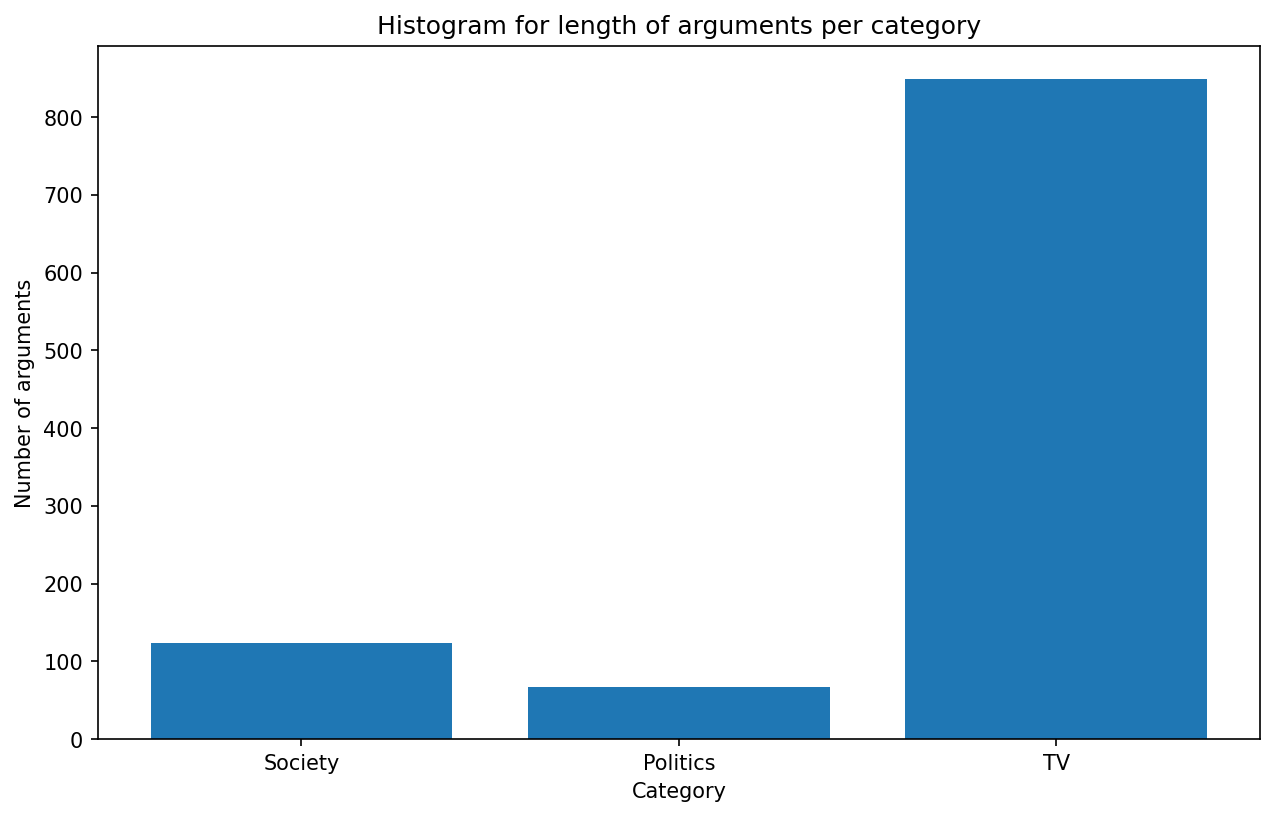 Histogram for length of arguments per category
Number of arguments
800
700
600
500
400
300
200
100
0
Society Politics TV
Category